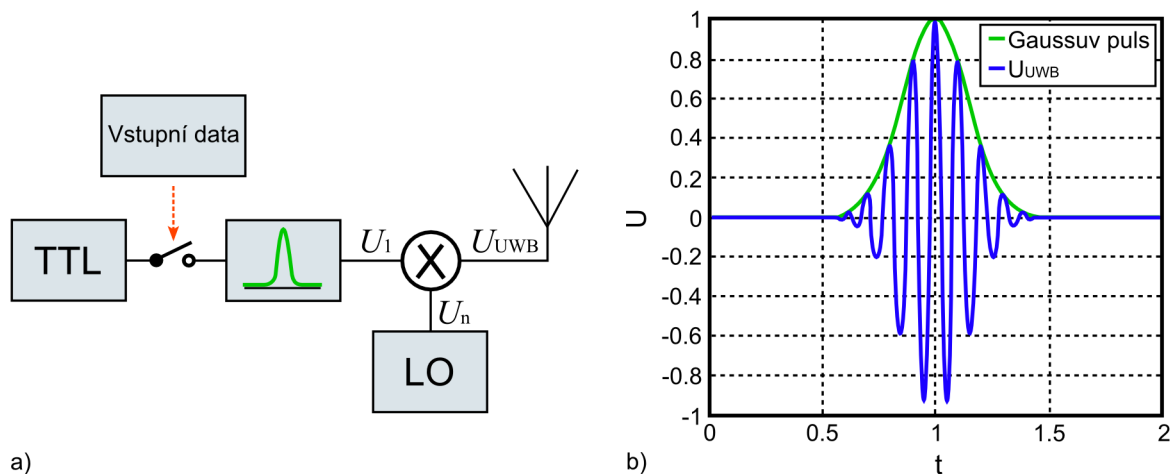 Vstupní data
TTL
U1
UUWB
Un
LO
a)
Gaussuv puls
UUWB
1
0.8
0.6
0.4
0.2
0
-0.2
-0.4
-0.6
-0.8
-1
U
0
0.5
1
1.5
2
t
b)